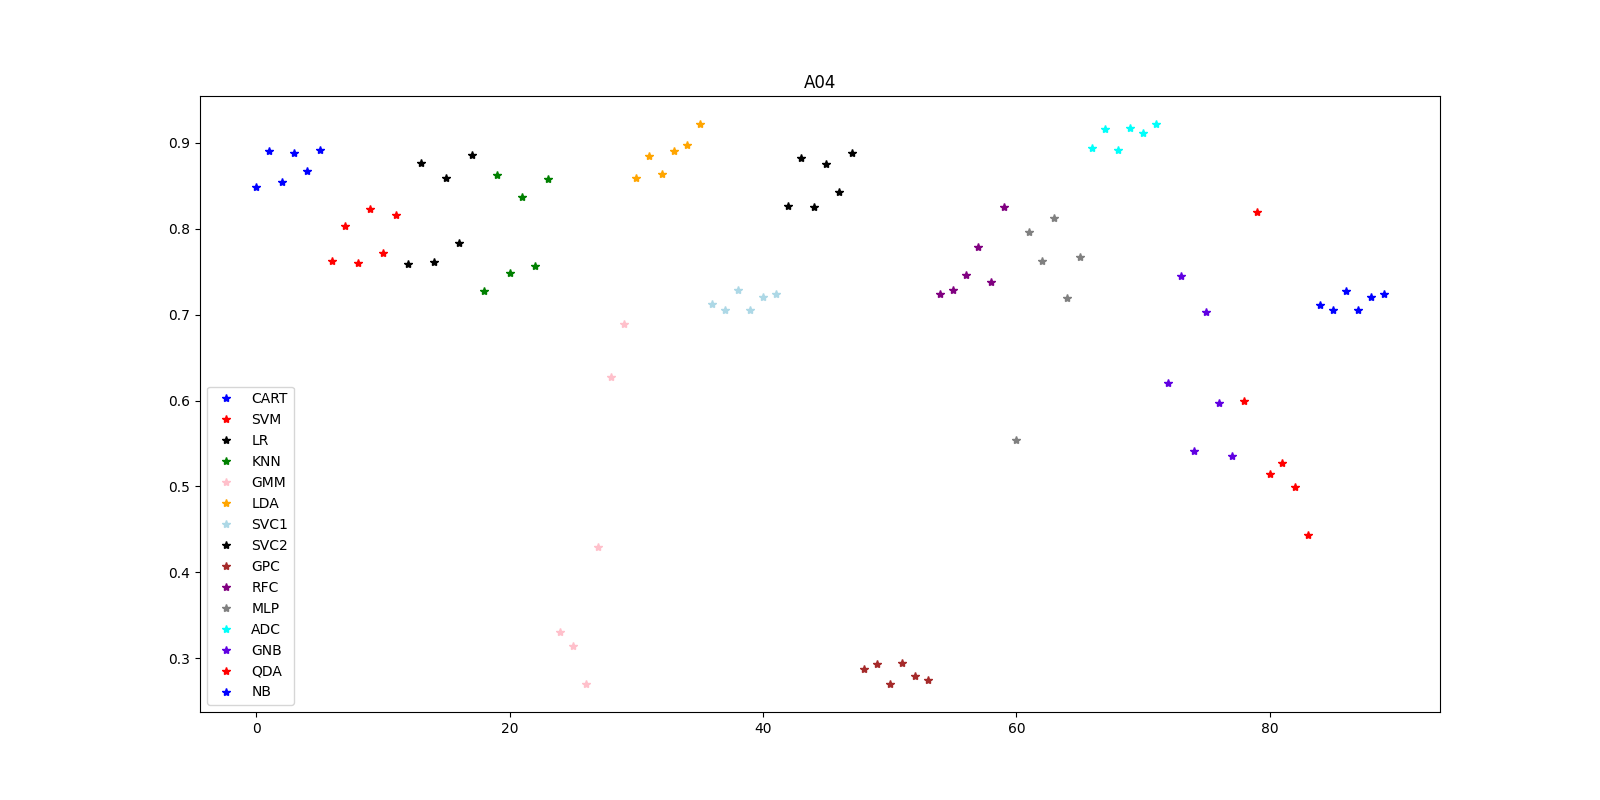 A04
0.9
0.8
0.7
0.6
0.5
0.4
0.3
CART
SVM
LR
KNN
GMM
LDA
SVC1
SVC2
GPC
RFC
MLP
ADC
GNB
QDA
NB
0 20 40 60 80